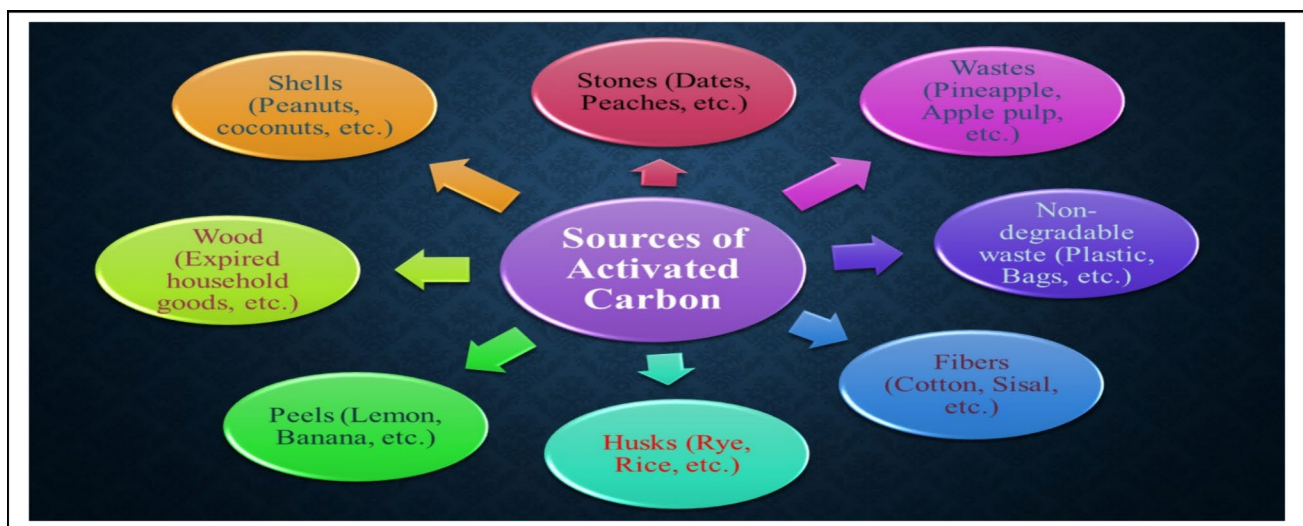 Shells
(Peanuts,
coconuts, etc.)
Stones (Dates,
Peaches, etc.)
Wastes
(Pineapple,
Apple pulp,
etc.)
Wood
(Expired
household
goods, etc.)
Sources of
Activated
Carbon
Non-
degradable
waste (Plastic,
Bags, etc.)
Peels (Lemon,
Banana, etc.)
Husks (Rye,
Rice, etc.)
Fibers
(Cotton, Sisal,
etc.)